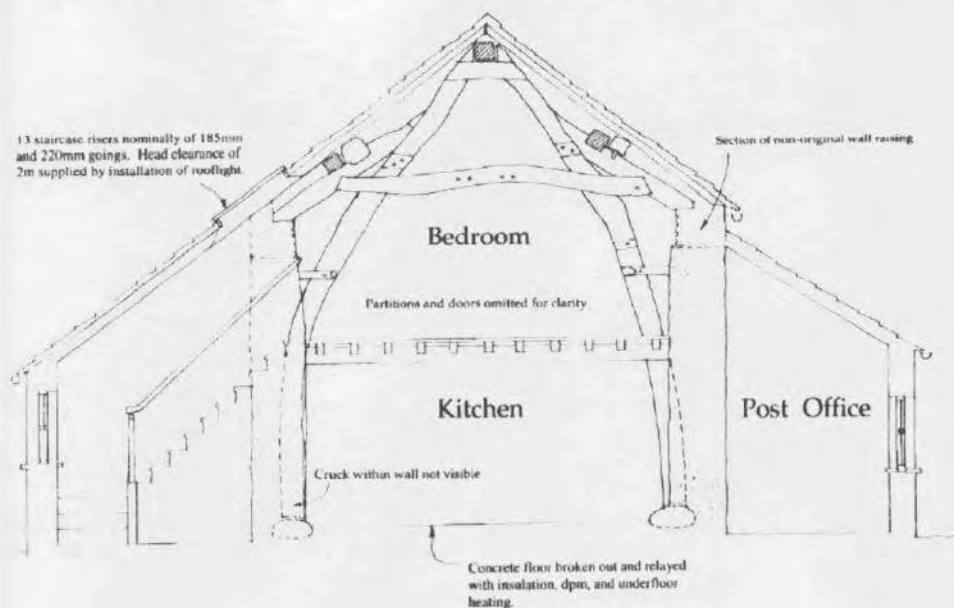 13 staircase risers nominally of 185mm
and 220mm goings. Head clearance of
2m supplied by installation of rooflight.
Section of non-original wall raising
Bedroom
Partitions and doors omitted for clarity
Kitchen
Post Office
Cruck within wall not visible
Concrete floor broken out and relayed
with insulation, dpm, and underfloor
heating.